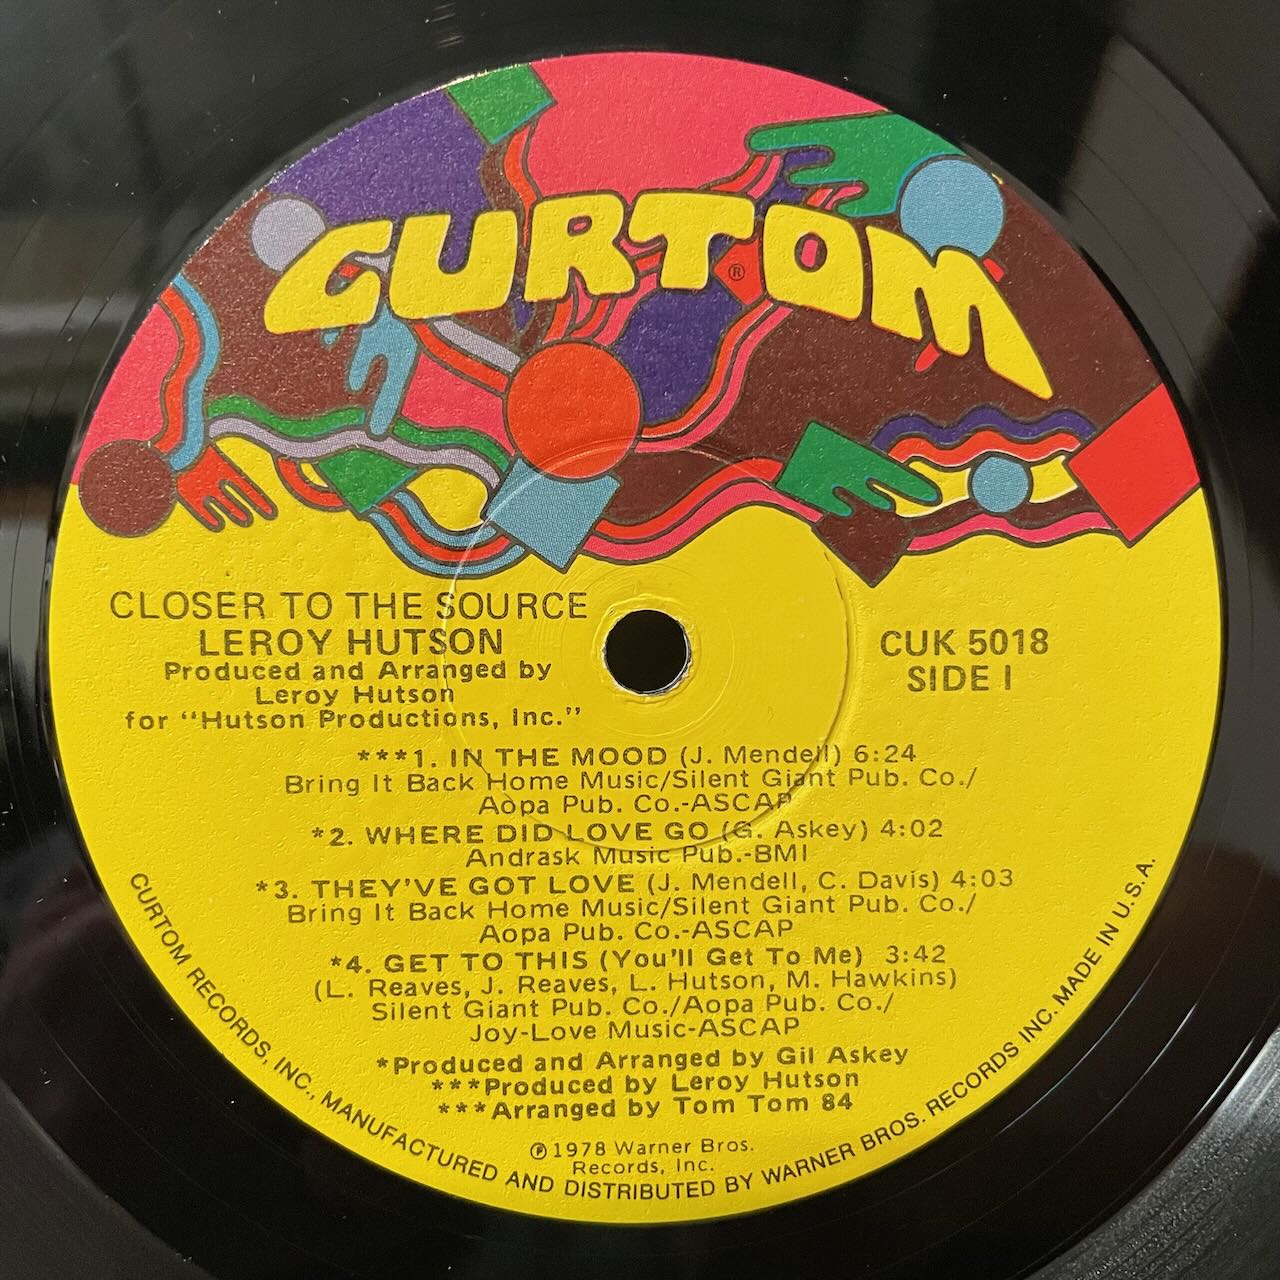 CURTOM
®
CLOSER TO THE SOURCE
LEROY HUTSON
Produced and Arranged by
Leroy Hutson
for “Hutson Productions, Inc.”
CUK 5018
SIDE I
***1. IN THE MOOD (J. Mendell) 6:24
Bring It Back Home Music/Silent Giant Pub. Co./
Aopa Pub. Co.-ASCAP
*2. WHERE DID LOVE GO (G. Askey) 4:02
Andrask Music Pub.-BMI
*3. THEY'VE GOT LOVE (J. Mendell, C. Davis) 4:03
Bring It Back Home Music/Silent Giant Pub. Co./
Aopa Pub. Co.-ASCAP
*4. GET TO THIS (You'll Get To Me) 3:42
(L. Reaves, J. Reaves, L. Hutson, M. Hawkins)
Silent Giant Pub. Co./Aopa Pub. Co./
Joy-Love Music-ASCAP
*Produced and Arranged by Gil Askey
***Produced by Leroy Hutson
***Arranged by Tom Tom 84
℗1978 Warner Bros.
Records, Inc.
CURTOM RECORDS, INC., MANUFACTURED AND DISTRIBUTED BY WARNER BROS. RECORDS INC. MADE IN U.S.A.